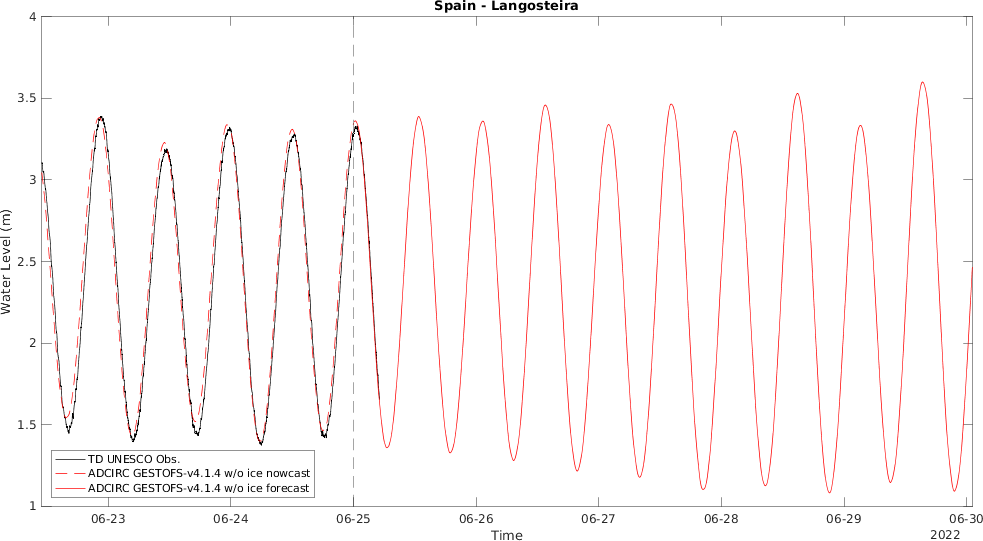 Spain - Langosteira
4
3.5
3
2.5
2
1.5
1
Water Level (m)
TD UNESCO Obs.
ADCIRC GESTOFS-v4.1.4 w/o ice nowcast
ADCIRC GESTOFS-v4.1.4 w/o ice forecast
06-23 06-24 06-25 06-26 06-27 06-28 06-29 06-30
Time
2022